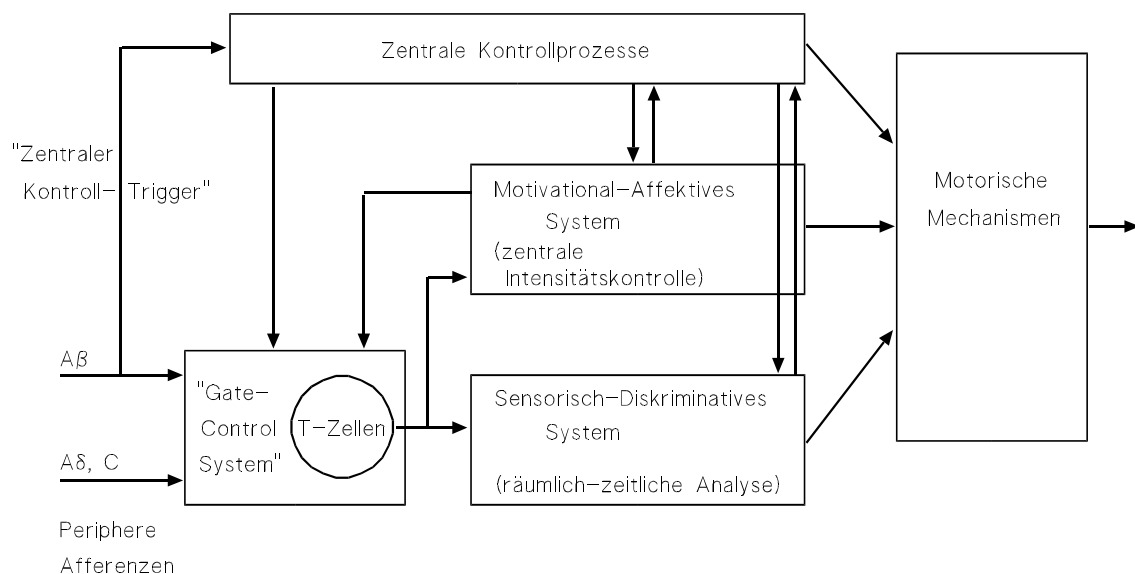 Zentrale Kontrollprozesse
"Zentraler
Kontroll- Trigger"
Motivational-Affektives
System
(zentrale
Intensitätskontrolle)
Motorische
Mechanismen
Aβ
"Gate-
Control
System"
T-Zellen
Sensorisch-Diskriminatives
System
(räumlich-zeitliche Analyse)
Aδ, C
Periphere
Afferenzen